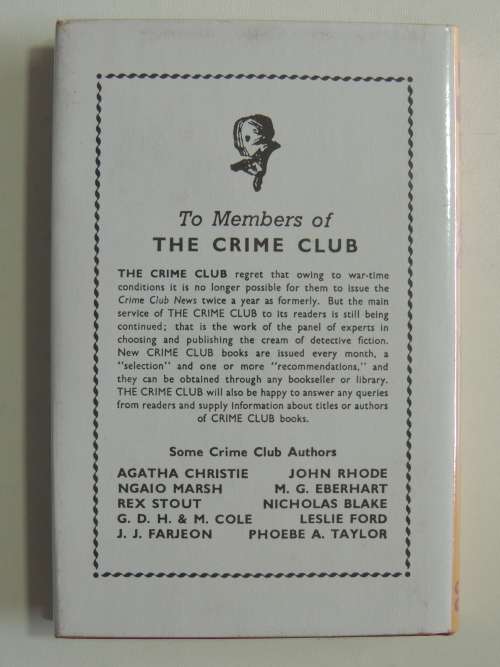 To Members of
THE CRIME CLUB
THE CRIME CLUB regret that owing to war-time
conditions it is no longer possible for them to issue the
Crime Club News twice a year as formerly. But the main
service of THE CRIME CLUB to its readers is still being
continued; that is the work of the panel of experts in
choosing and publishing the cream of detective fiction.
New CRIME CLUB books are issued every month, a
"selection" and one or more "recommendations," and
they can be obtained through any bookseller or library.
THE CRIME CLUB will also be happy to answer any queries
from readers and supply information about titles or authors
of CRIME CLUB books.
Some Crime Club Authors
AGATHA CHRISTIE JOHN RHODE
NGAIO MARSH M. G. EBERHART
REX STOUT NICHOLAS BLAKE
G. D. H. & M. COLE LESLIE FORD
J. J. FARJEON PHOEBE A. TAYLOR